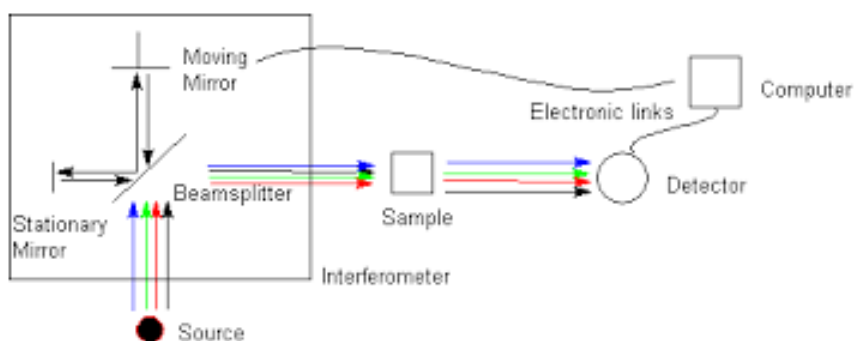 Moving
Mirror
Computer
Electronic links
Beamsplitter
Detector
Sample
Stationary
Mirror
Interferometer
Source